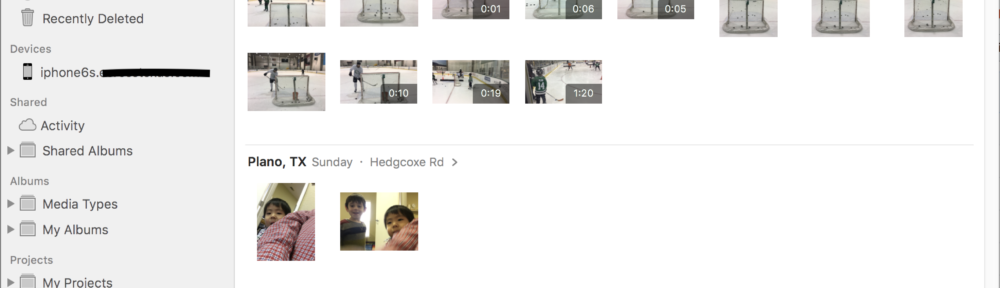 Recently Deleted
Devices
iphone6s.
Shared
Activity
Shared Albums
Albums
Media Types
My Albums
Projects
My Projects
0:01
0:06
0:05
0:10
0:19
1:20
Plano, TX Sunday · Hedgcoxe Rd >